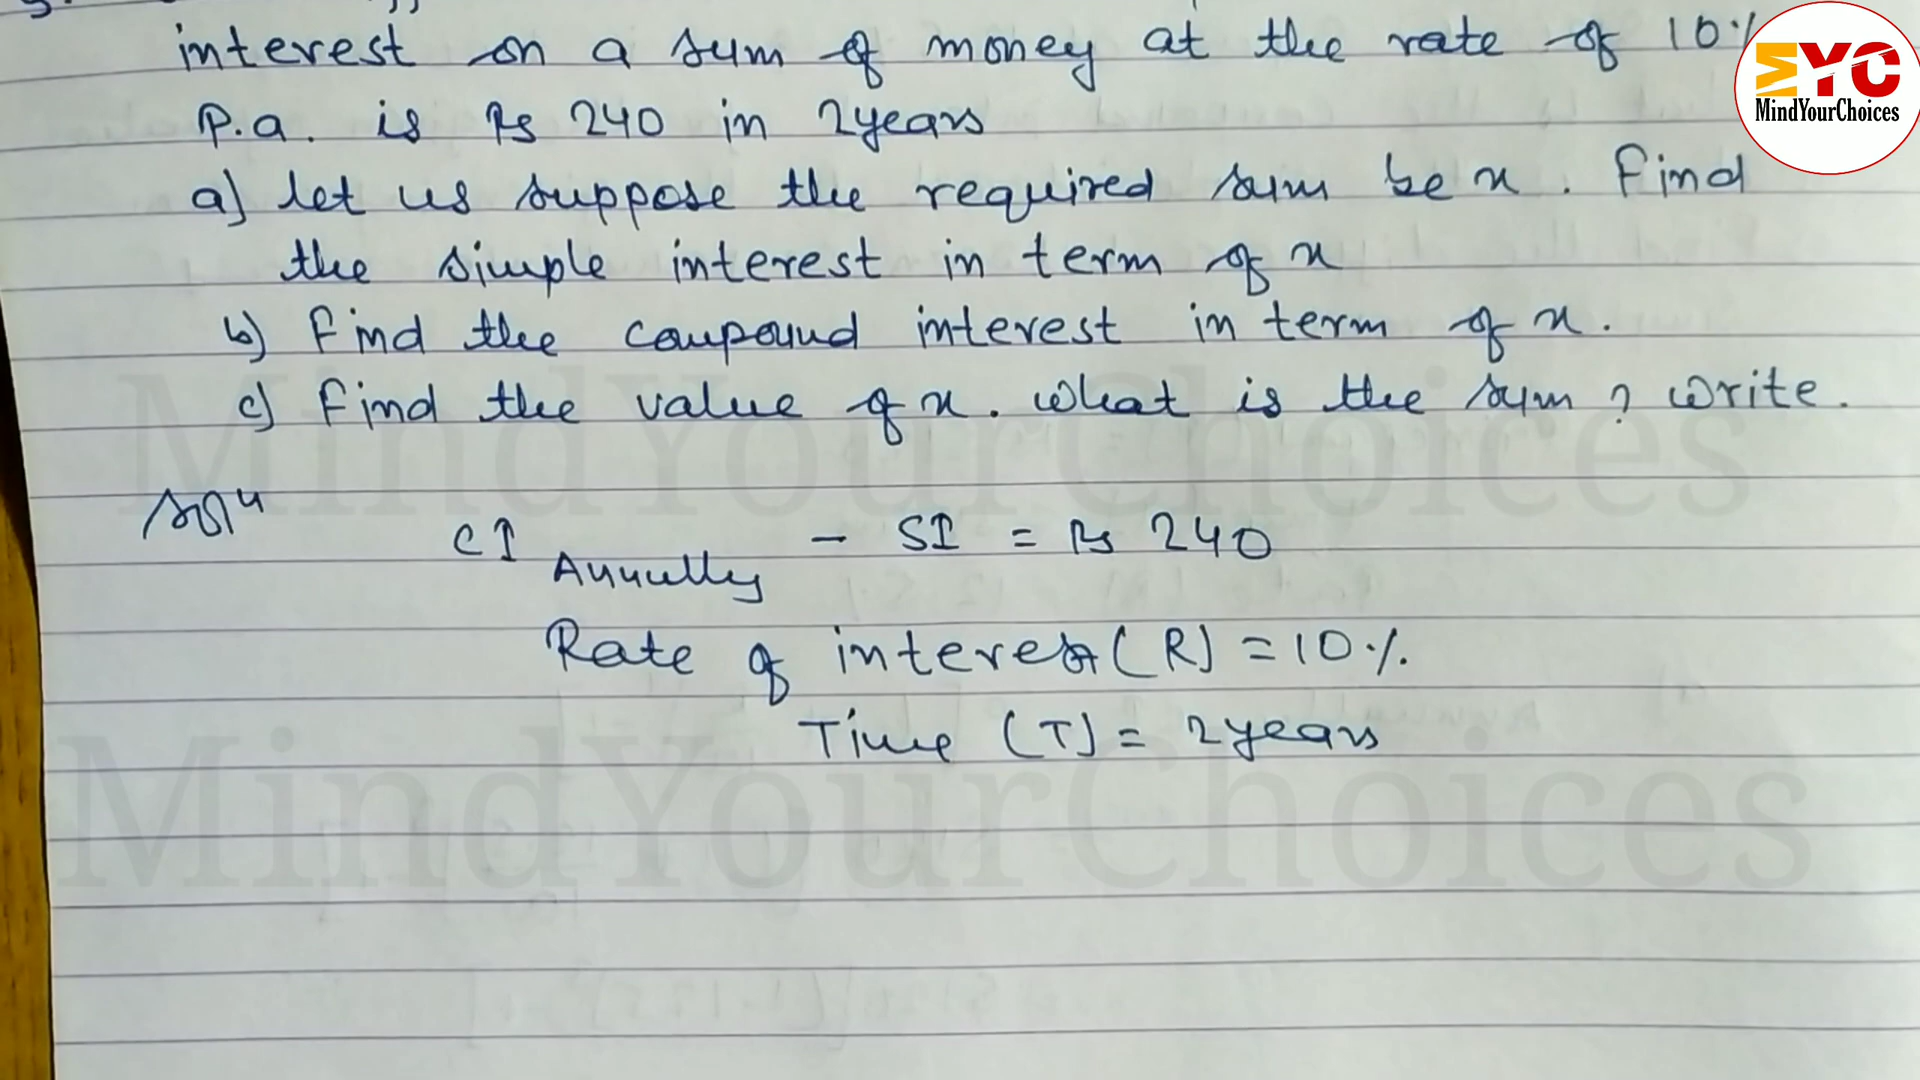 interest on a sum of money at the rate of 10%
P.a. is Rs 240 in 2years
a) let us suppose the required sum be x. Find
the simple interest in term of x
b) Find the compound interest in term of x.
c) Find the value of x. What is the sum? write.
Solⁿ
CI Annully - SI = Rs 240
Rate of interest (R) = 10%
Time (T) = 2years
MYC
MindYourChoices
MindYourChoices
MindYourChoices